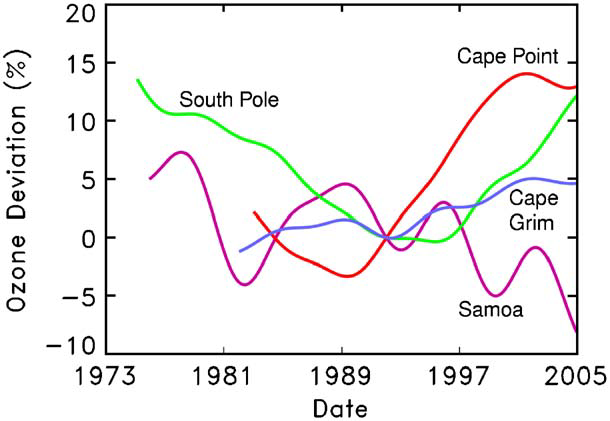 20
15
10
5
0
−5
−10
Ozone Deviation (%)
Cape Point
South Pole
Cape
Grim
Samoa
1973 1981 1989 1997 2005
Date